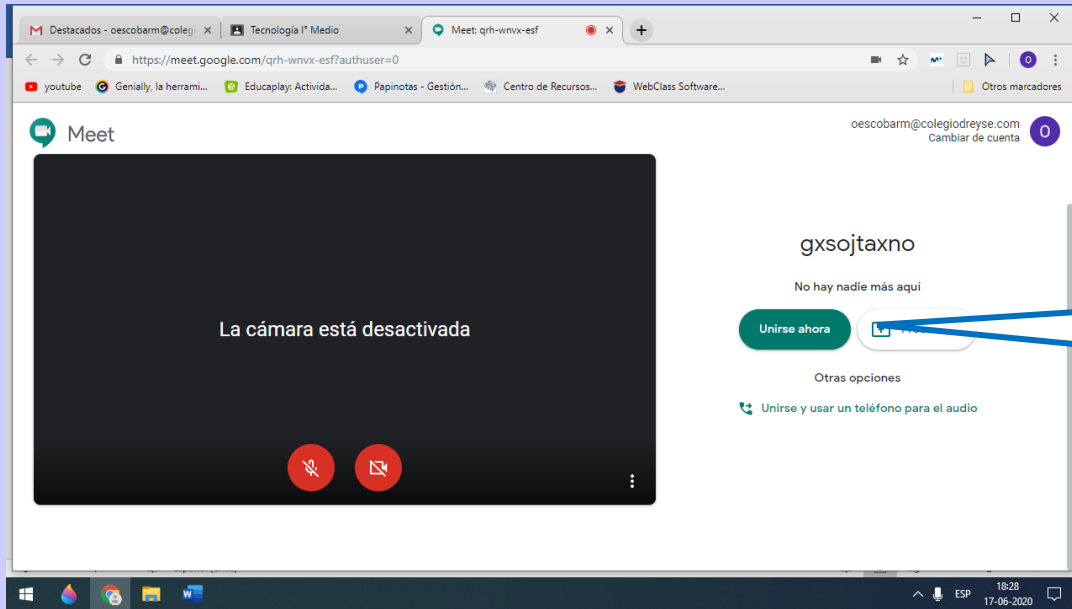 Destacados - oescobarm@coleg
Tecnología I° Medio
Meet: qrh-wnvx-esf
https://meet.google.com/qrh-wnvx-esf?authuser=0
youtube
Genially, la herrami...
Educaplay: Activida...
Papinotas - Gestión...
Centro de Recursos...
WebClass Software...
Otros marcadores
Meet
oescobarm@colegiodreyse.com
Cambiar de cuenta
O
La cámara está desactivada
gxsojtaxno
No hay nadie más aquí
Unirse ahora
Otras opciones
Unirse y usar un teléfono para el audio
ESP
18:28
17-06-2020